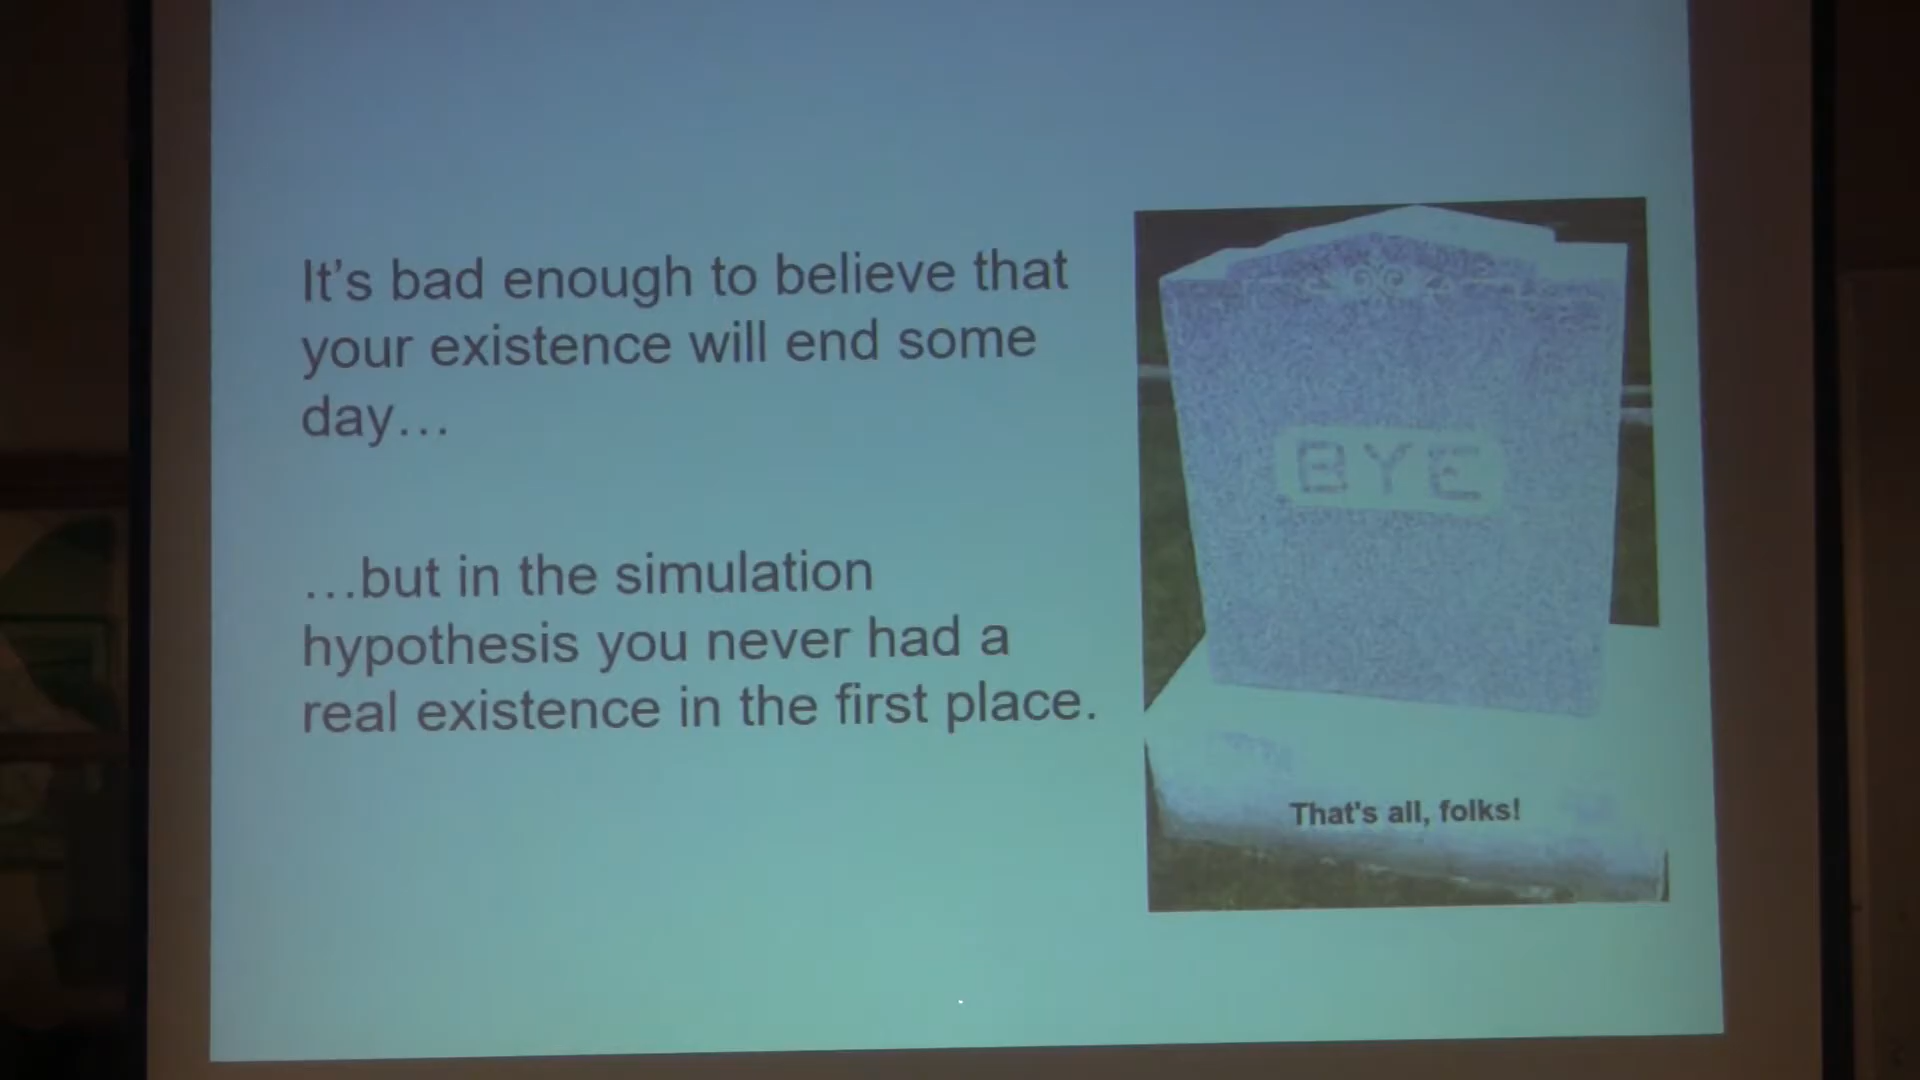 It's bad enough to believe that
your existence will end some
day…
…but in the simulation
hypothesis you never had a
real existence in the first place.
BYE
That's all, folks!